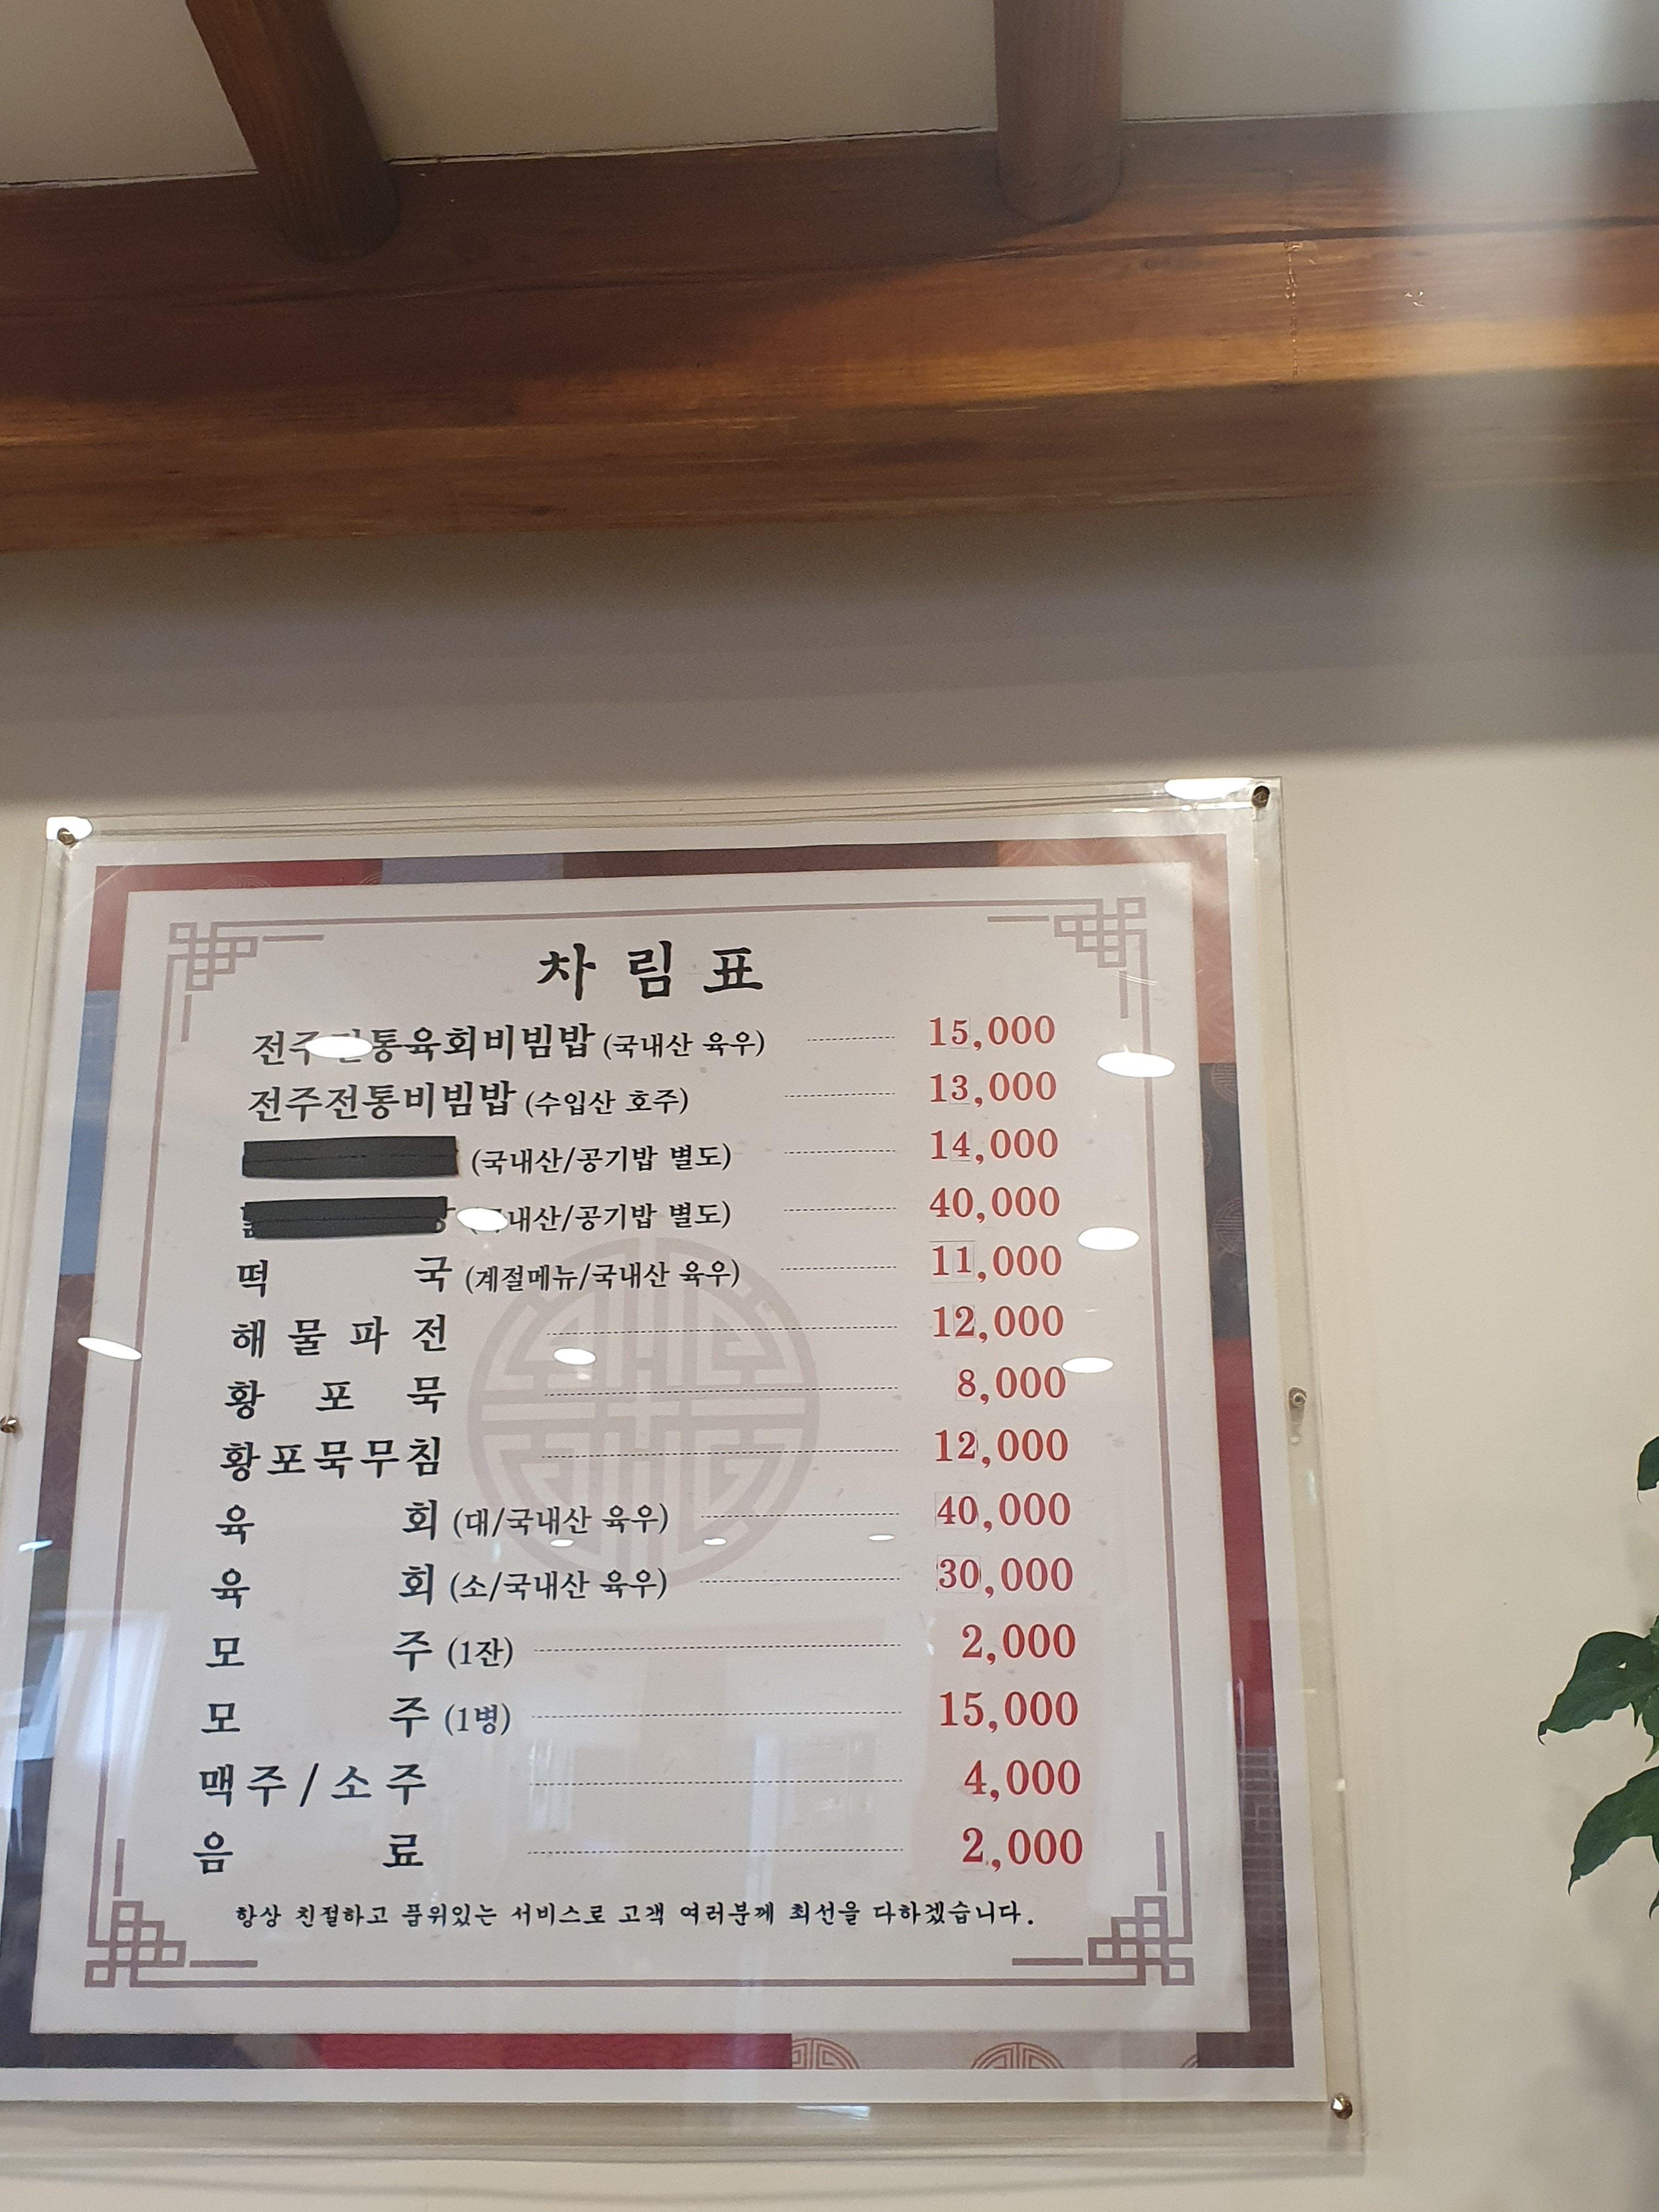 차림표
전주전통육회비빔밥 (국내산 육우) 15,000
전주전통비빔밥 (수입산 호주) 13,000
(국내산/공기밥 별도) 14,000
(국내산/공기밥 별도) 40,000
떡국 (계절메뉴/국내산 육우) 11,000
해물파전 12,000
황포묵 8,000
황포묵무침 12,000
육회 (대/국내산 육우) 40,000
육회 (소/국내산 육우) 30,000
모주 (1잔) 2,000
모주 (1병) 15,000
맥주/소주 4,000
음료 2,000
항상 친절하고 품위있는 서비스로 고객 여러분께 최선을 다하겠습니다.